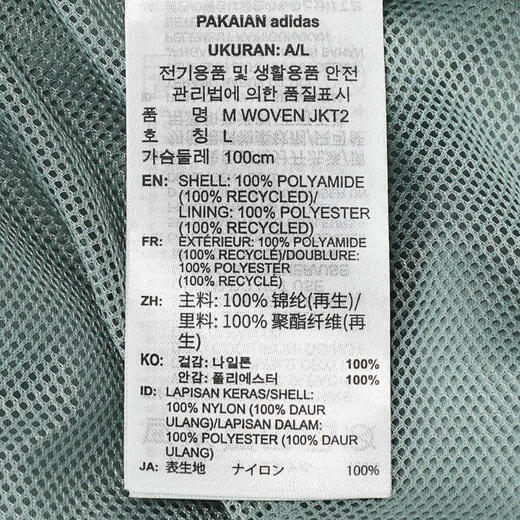 PAKAIAN adidas
UKURAN: A/L
전기용품 및 생활용품 안전
관리법에 의한 품질표시
품 명 M WOVEN JKT2
호 칭 L
가슴둘레 100cm
EN: SHELL: 100% POLYAMIDE
(100% RECYCLED)/
LINING: 100% POLYESTER
(100% RECYCLED)
FR: EXTÉRIEUR: 100% POLYAMIDE
(100% RECYCLÉ)/DOUBLURE:
100% POLYESTER
(100% RECYCLÉ)
ZH: 主料: 100% 锦纶(再生)/
里料: 100% 聚酯纤维(再
生)
KO: 겉감: 나일론 100%
안감: 폴리에스터 100%
ID: LAPISAN KERAS/SHELL:
100% NYLON (100% DAUR
ULANG)/LAPISAN DALAM:
100% POLYESTER (100% DAUR
ULANG)
JA: 表生地 ナイロン 100%